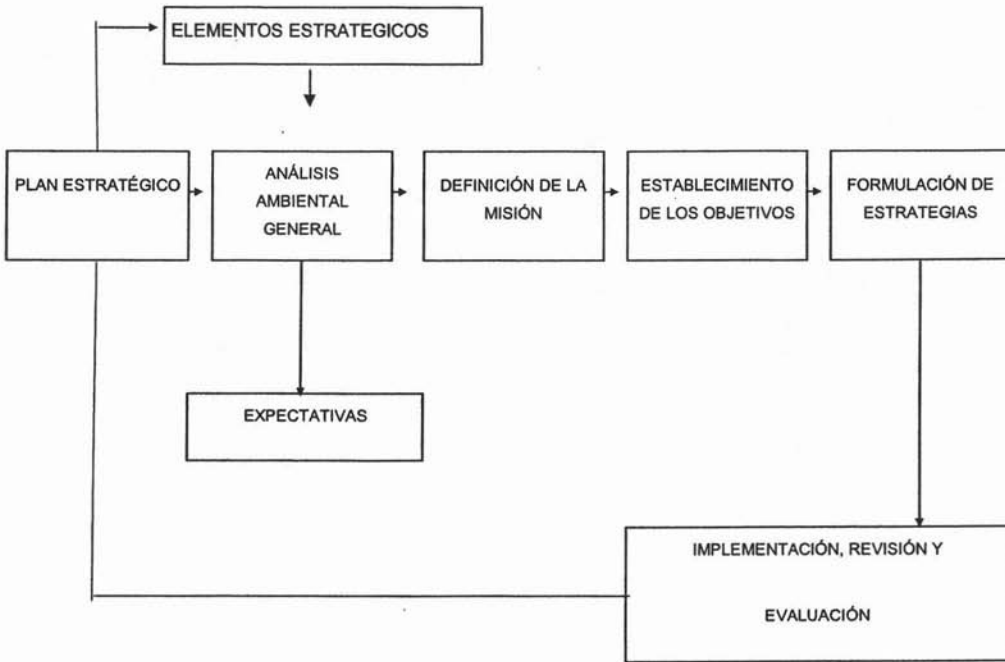 ELEMENTOS ESTRATEGICOS
PLAN ESTRATÉGICO
ANÁLISIS
AMBIENTAL
GENERAL
DEFINICIÓN DE LA
MISIÓN
ESTABLECIMIENTO
DE LOS OBJETIVOS
FORMULACIÓN DE
ESTRATEGIAS
EXPECTATIVAS
IMPLEMENTACIÓN, REVISIÓN Y
EVALUACIÓN